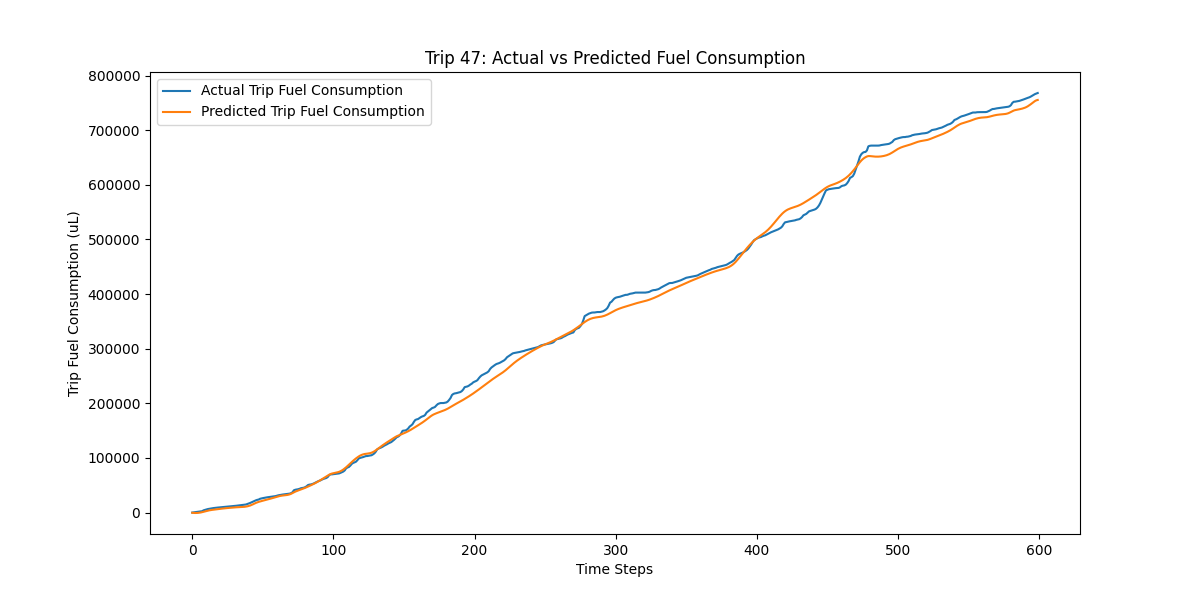 Trip 47: Actual vs Predicted Fuel Consumption
Actual Trip Fuel Consumption
Predicted Trip Fuel Consumption
Trip Fuel Consumption (uL)
800000
700000
600000
500000
400000
300000
200000
100000
0
0 100 200 300 400 500 600
Time Steps